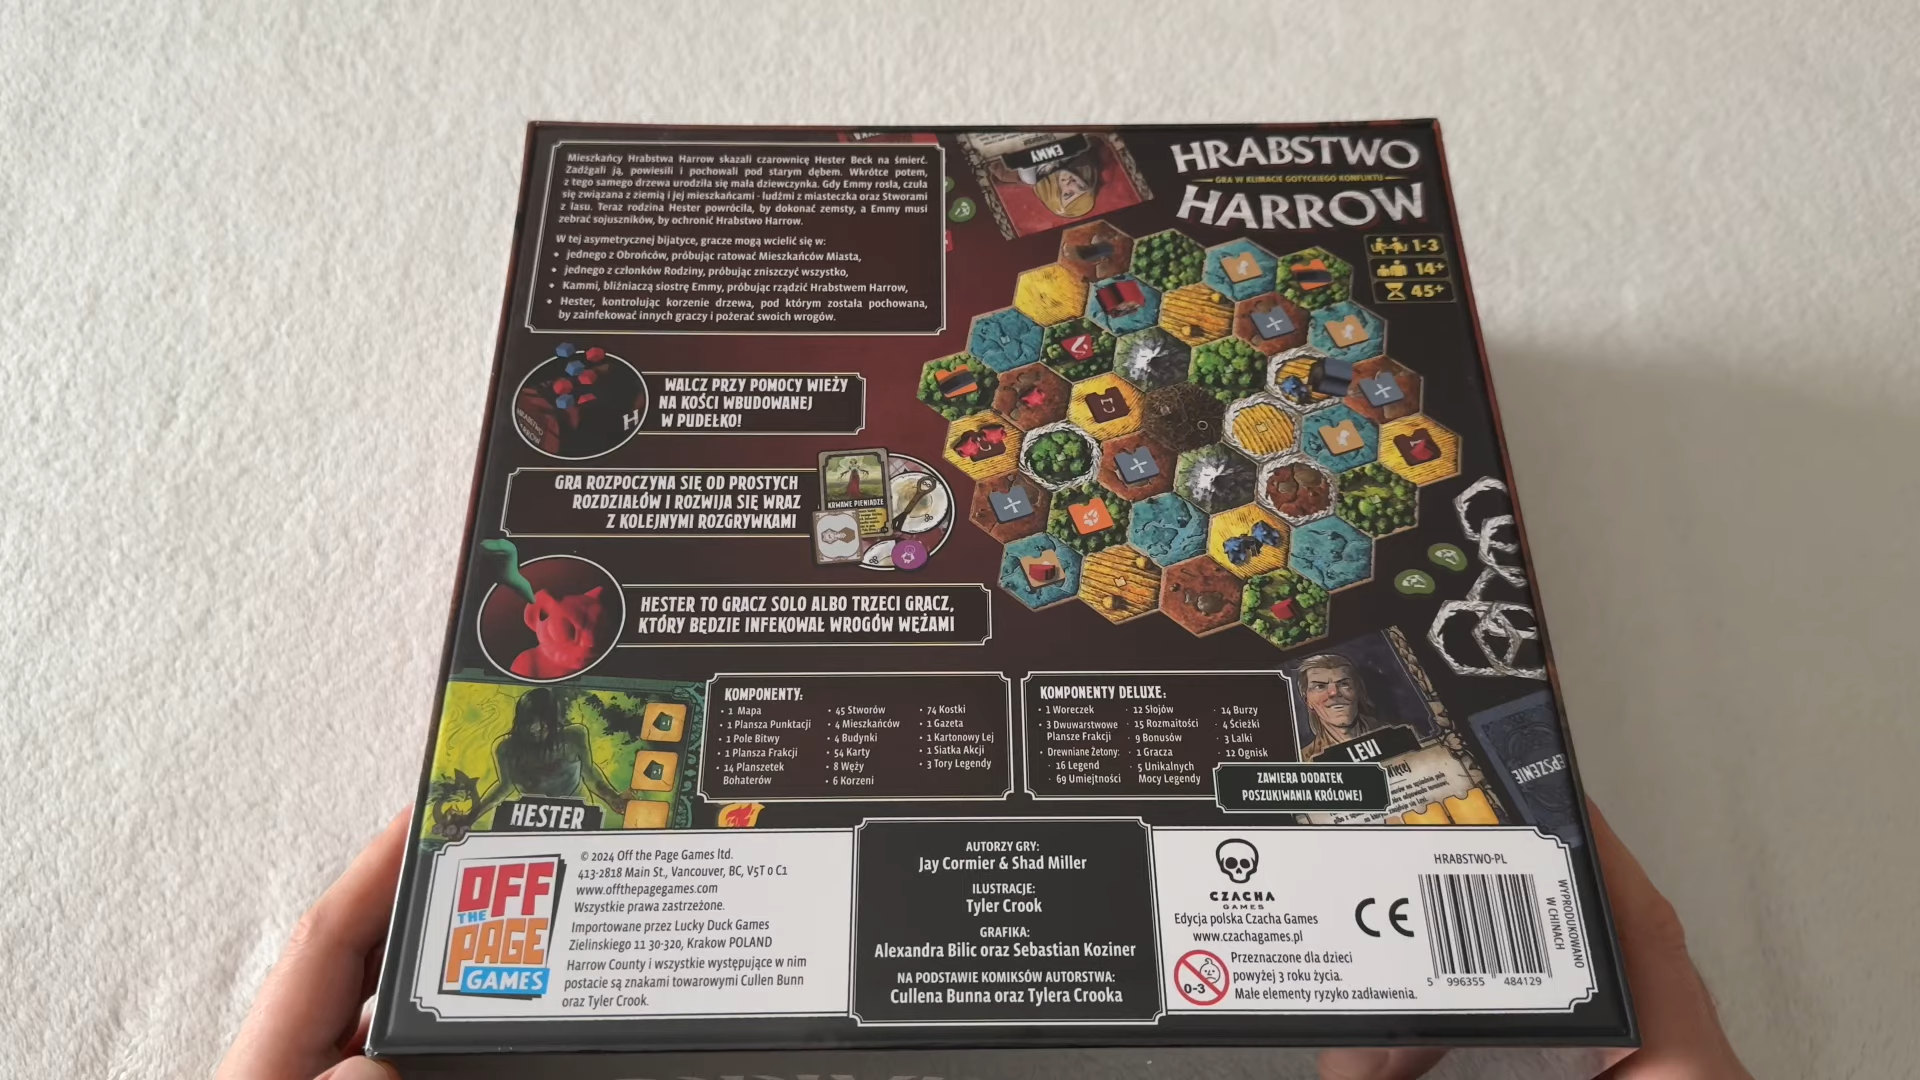 Mieszkańcy Hrabstwa Harrow skazali czarownicę Hester Beck na śmierć.
Zadźgali ją, powiesili i pochowali pod starym dębem. Wkrótce potem,
z tego samego drzewa urodziła się mała dziewczynka. Gdy Emmy rosła, czuła
się związana z ziemią i jej mieszkańcami - ludźmi z miasteczka oraz Stworami
z lasu. Teraz rodzina Hester powróciła, by dokonać zemsty, a Emmy musi
zebrać sojuszników, by ochronić Hrabstwo Harrow.
W tej asymetrycznej bijatyce, gracze mogą wcielić się w:
• jednego z Obrońców, próbując ratować Mieszkańców Miasta,
• jednego z członków Rodziny, próbując zniszczyć wszystko,
• Kammi, bliźniaczą siostrę Emmy, próbując rządzić Hrabstwem Harrow,
• Hester, kontrolując korzenie drzewa, pod którym została pochowana,
by zainfekować innych graczy i pożerać swoich wrogów.
EMMY
HRABSTWO
GRA W KLIMACIE GOTYCKIEGO KONFLIKTU
HARROW
1-3
14+
45+
WALCZ PRZY POMOCY WIEŻY
NA KOŚCI WBUDOWANEJ
W PUDEŁKO!
HRABSTWO
HARROW
H
GRA ROZPOCZYNA SIĘ OD PROSTYCH
ROZDZIAŁÓW I ROZWIJA SIĘ WRAZ
Z KOLEJNYMI ROZGRYWKAMI
KRWAWE PIENIĄDZE
HESTER TO GRACZ SOLO ALBO TRZECI GRACZ,
KTÓRY BĘDZIE INFEKOWAŁ WROGÓW WĘŻAMI
HESTER
KOMPONENTY:
• 1 Mapa
• 1 Plansza Punktacji
• 1 Pole Bitwy
• 1 Plansza Frakcji
• 14 Planszetek
Bohaterów
• 45 Stworów
• 4 Mieszkańców
• 4 Budynki
• 54 Karty
• 8 Węży
• 6 Korzeni
• 74 Kostki
• 1 Gazeta
• 1 Kartonowy Lej
• 1 Siatka Akcji
• 3 Tory Legendy
KOMPONENTY DELUXE:
• 1 Woreczek
• 3 Dwuwarstwowe
Plansze Frakcji
• Drewniane Żetony:
• 16 Legend
• 69 Umiejtności
• 12 Słojów
• 15 Rozmaitości
• 9 Bonusów
• 1 Gracza
• 5 Unikalnych
Mocy Legendy
• 14 Burzy
• 4 Ścieżki
• 3 Lalki
• 12 Ognisk
ZAWIERA DODATEK
POSZUKIWANIA KRÓLOWEJ
LEVI
OFF
THE
PAGE
GAMES
© 2024 Off the Page Games ltd.
413-2818 Main St., Vancouver, BC, V5T 0 C1
www.offthepagegames.com
Wszystkie prawa zastrzeżone.
Importowane przez Lucky Duck Games
Zielinskiego 11 30-320, Krakow POLAND
Harrow County i wszystkie występujące w nim
postacie są znakami towarowymi Cullen Bunn
oraz Tyler Crook.
AUTORZY GRY:
Jay Cormier & Shad Miller
ILUSTRACJE:
Tyler Crook
GRAFIKA:
Alexandra Bilic oraz Sebastian Koziner
NA PODSTAWIE KOMIKSÓW AUTORSTWA:
Cullena Bunna oraz Tylera Crooka
CZACHA
GAMES
Edycja polska Czacha Games
www.czachagames.pl
0-3
Przeznaczone dla dzieci
powyżej 3 roku życia.
Małe elementy ryzyko zadławienia.
CE
HRABSTWO-PL
5 996355 484129
WYPRODUKOWANO
W CHINACH